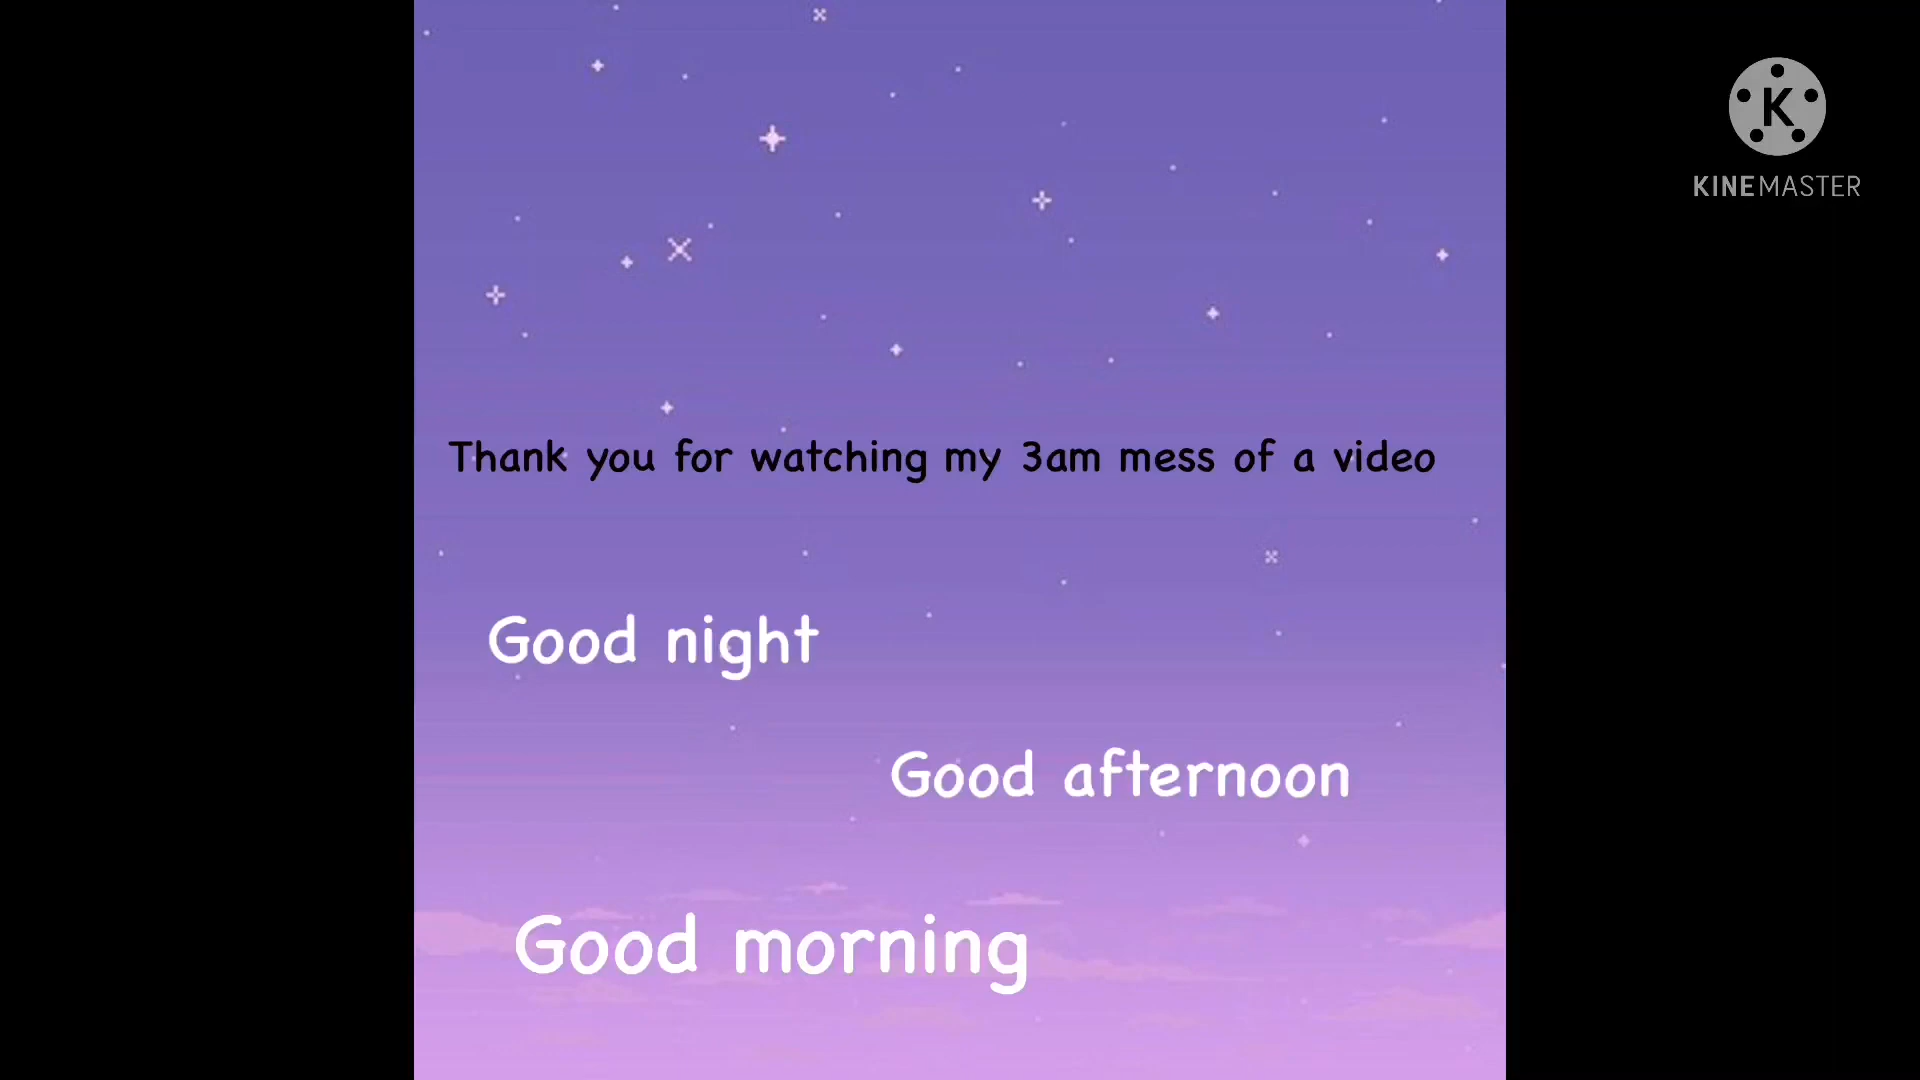 K
KINEMASTER
Thank you for watching my 3am mess of a video
Good night
Good afternoon
Good morning